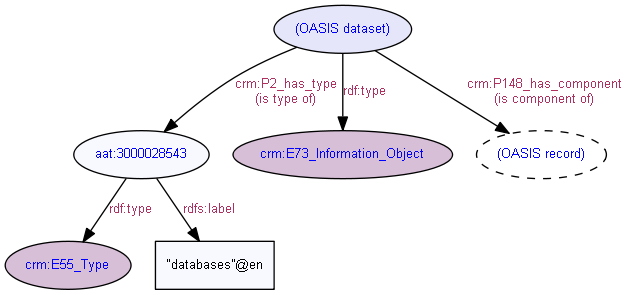 (OASIS dataset)
crm:P2_has_type
(is type of)
rdf:type
crm:P148_has_component
(is component of)
aat:3000028543
crm:E73_Information_Object
(OASIS record)
rdf:type
rdfs:label
crm:E55_Type
"databases"@en